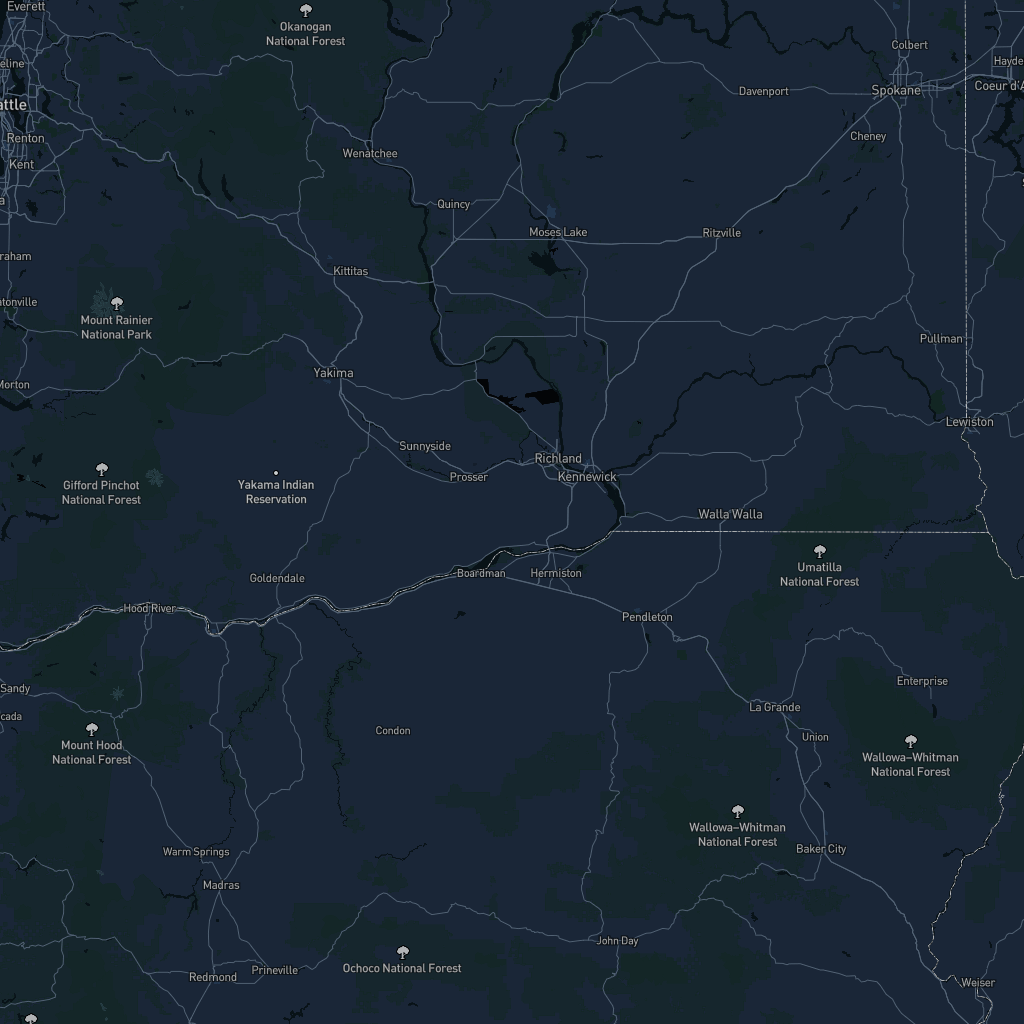 Everett
Okanogan
National Forest
Colbert
eline
Hayde
Davenport
Spokane
Coeur d'A
attle
Renton
Cheney
Kent
Wenatchee
a
Quincy
Moses Lake
Ritzville
raham
Kittitas
atonville
Mount Rainier
National Park
Pullman
Yakima
Morton
Lewiston
Sunnyside
Richland
Prosser
Kennewick
Gifford Pinchot
National Forest
Yakama Indian
Reservation
Walla Walla
Umatilla
National Forest
Goldendale
Boardman
Hermiston
Hood River
Pendleton
Sandy
Enterprise
cada
La Grande
Condon
Union
Mount Hood
National Forest
Wallowa–Whitman
National Forest
Wallowa–Whitman
National Forest
Warm Springs
Baker City
Madras
John Day
Ochoco National Forest
Redmond
Prineville
Weiser